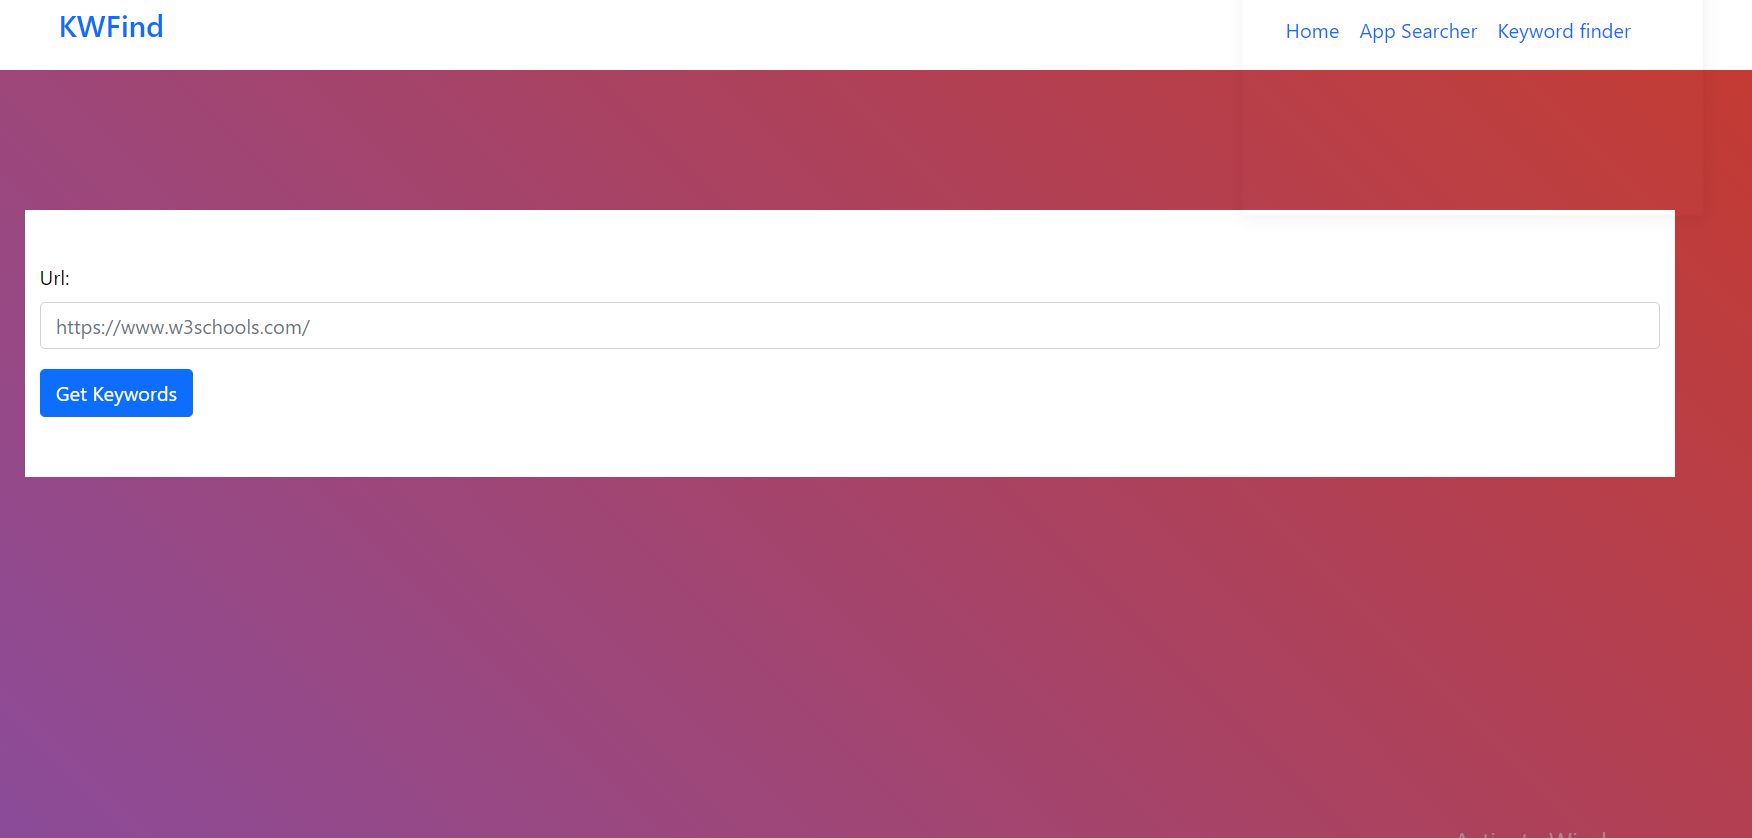 KWFind
Home App Searcher Keyword finder
Url:
https://www.w3schools.com/
Get Keywords